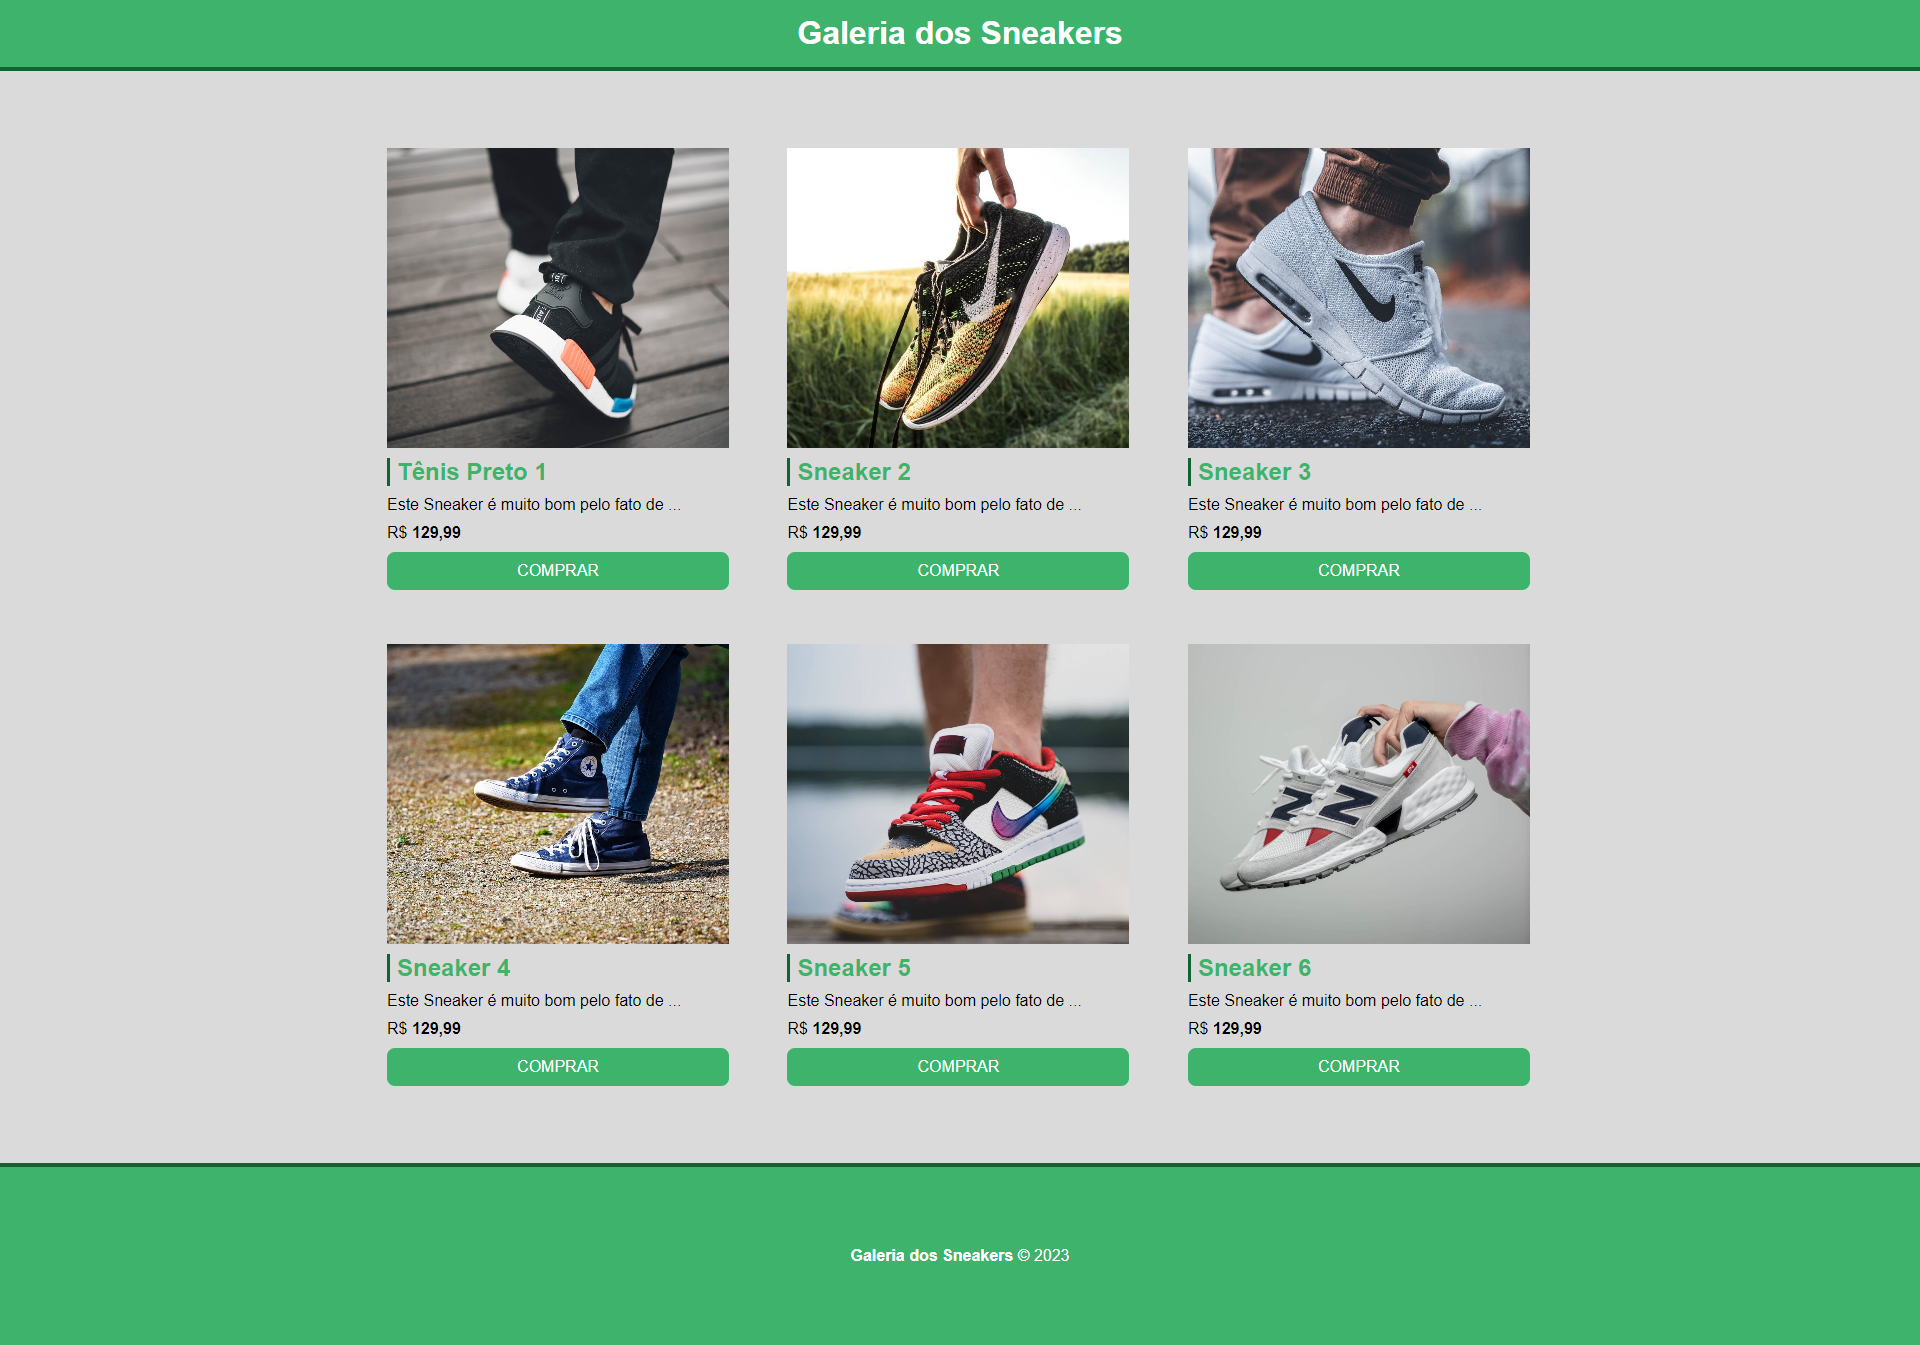 Galeria dos Sneakers
Tênis Preto 1
Este Sneaker é muito bom pelo fato de ...
R$ 129,99
COMPRAR
Sneaker 2
Este Sneaker é muito bom pelo fato de ...
R$ 129,99
COMPRAR
Sneaker 3
Este Sneaker é muito bom pelo fato de ...
R$ 129,99
COMPRAR
Sneaker 4
Este Sneaker é muito bom pelo fato de ...
R$ 129,99
COMPRAR
Sneaker 5
Este Sneaker é muito bom pelo fato de ...
R$ 129,99
COMPRAR
Sneaker 6
Este Sneaker é muito bom pelo fato de ...
R$ 129,99
COMPRAR
Galeria dos Sneakers © 2023